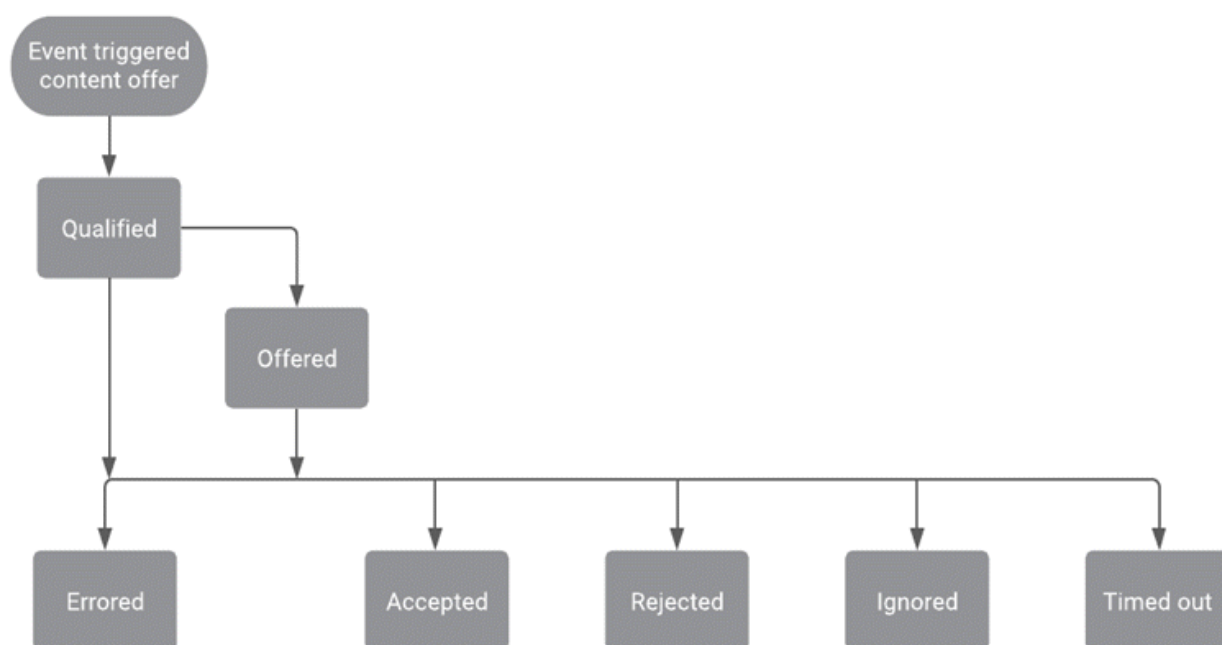 Event triggered
content offer
Qualified
Offered
Errored
Accepted
Rejected
Ignored
Timed out